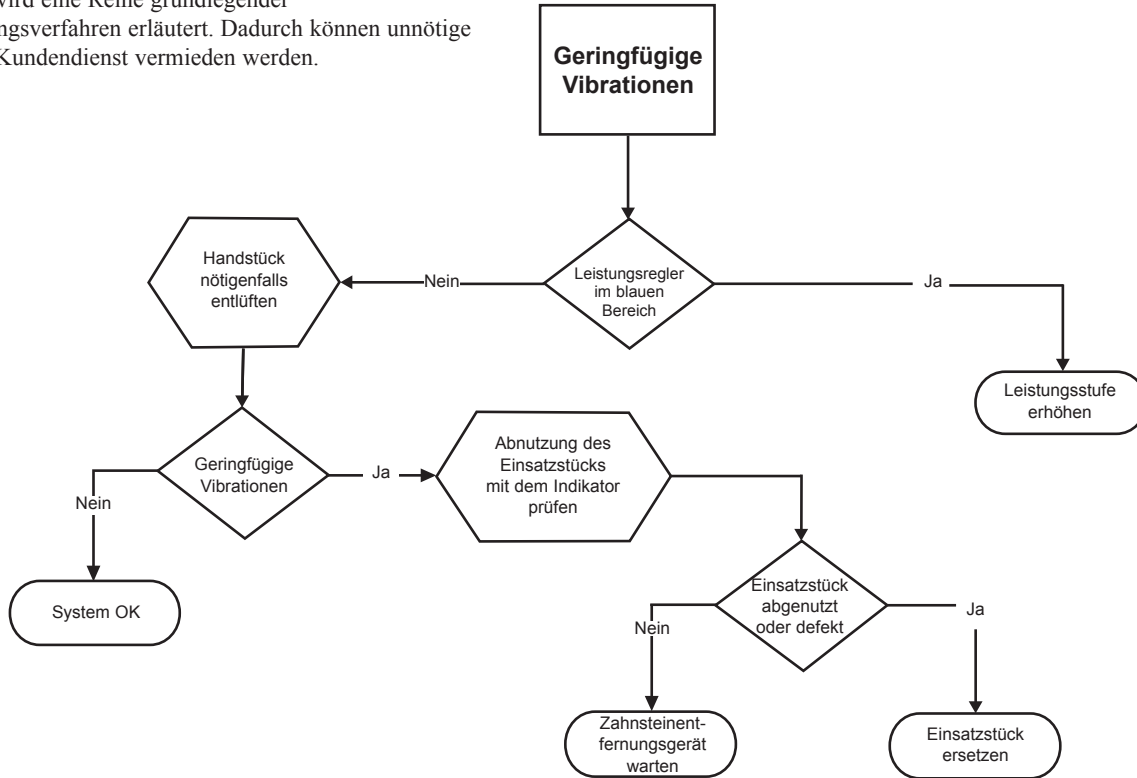 wird eine Reihe grundlegender
ngsverfahren erläutert. Dadurch können unnötige
Kundendienst vermieden werden.
Geringfügige
Vibrationen
Handstück
nötigenfalls
entlüften
Nein
Leistungsregler
im blauen
Bereich
Ja
Leistungsstufe
erhöhen
Geringfügige
Vibrationen
Ja
Abnutzung des
Einsatzstücks
mit dem Indikator
prüfen
Nein
System OK
Einsatzstück
abgenutzt
oder defekt
Nein
Ja
Zahnsteinent-
fernungsgerät
warten
Einsatzstück
ersetzen